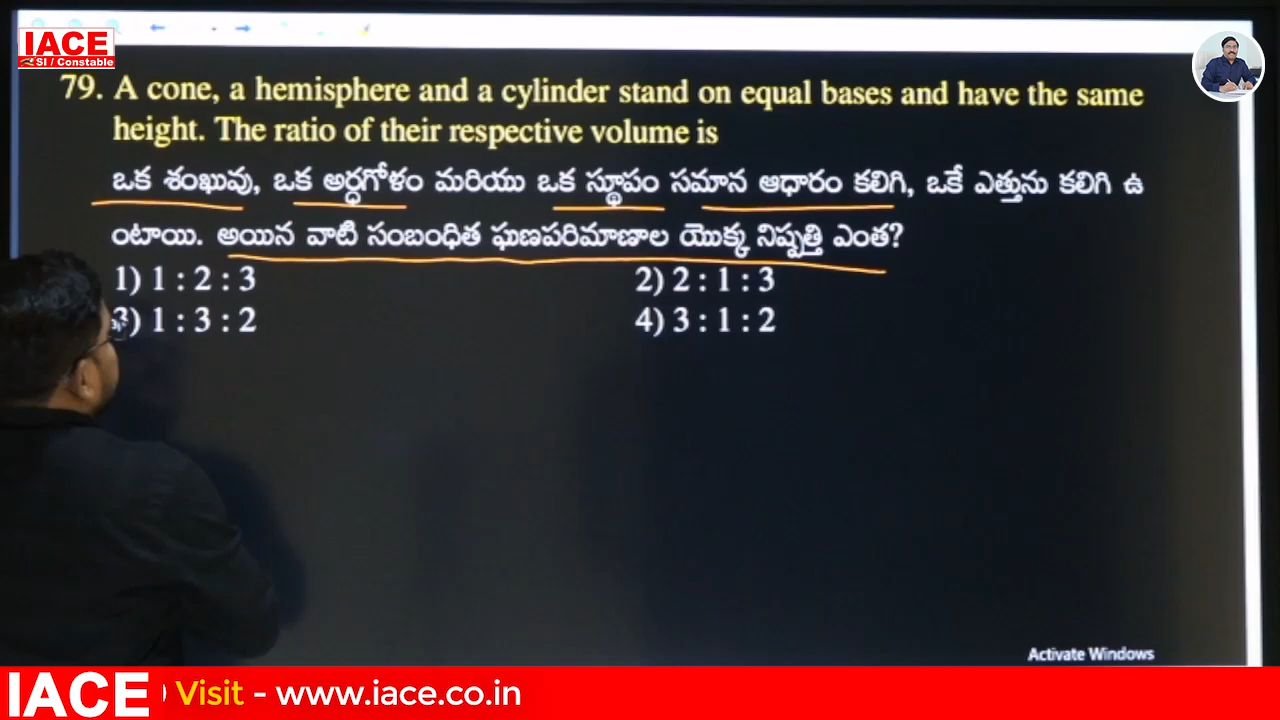 IACE
SI / Constable
79. A cone, a hemisphere and a cylinder stand on equal bases and have the same
height. The ratio of their respective volume is
ఒక శంఖువు, ఒక అర్ధగోళం మరియు ఒక స్థూపం సమాన ఆధారం కలిగి, ఒకే ఎత్తును కలిగి ఉ
ంటాయి. అయిన వాటి సంబంధిత ఘణపరిమాణాల యొక్క నిష్పత్తి ఎంత?
1) 1 : 2 : 3 2) 2 : 1 : 3
3) 1 : 3 : 2 4) 3 : 1 : 2
Activate Windows
IACE Visit - www.iace.co.in